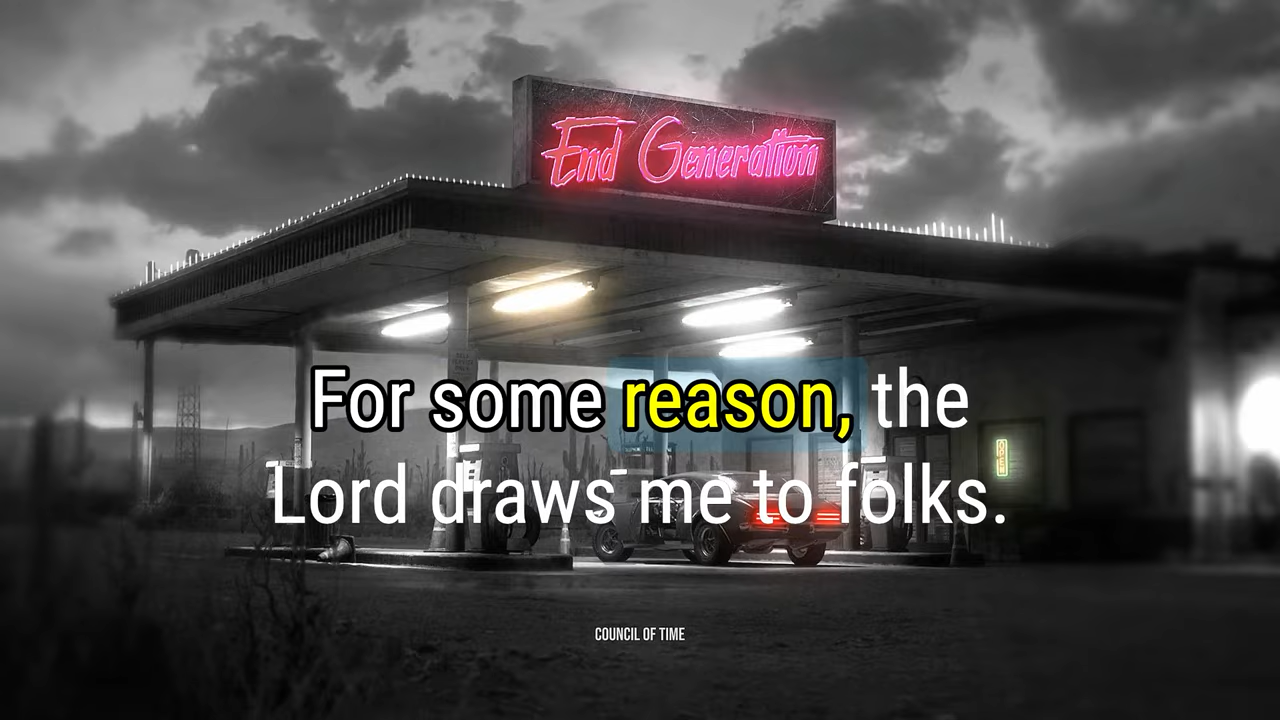 End Generation
For some reason, the
Lord draws me to folks.
COUNCIL OF TIME